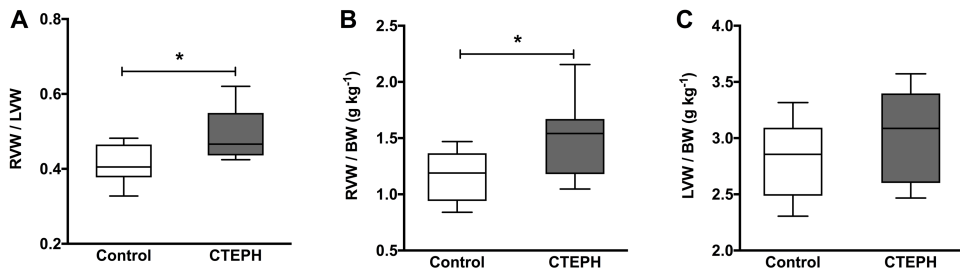 A
RVW / LVW
0.8
0.6
0.4
0.2
*
Control
CTEPH
B
RVW / BW (g kg⁻¹)
2.5
2.0
1.5
1.0
0.5
*
Control
CTEPH
C
LVW / BW (g kg⁻¹)
4.0
3.5
3.0
2.5
2.0
Control
CTEPH